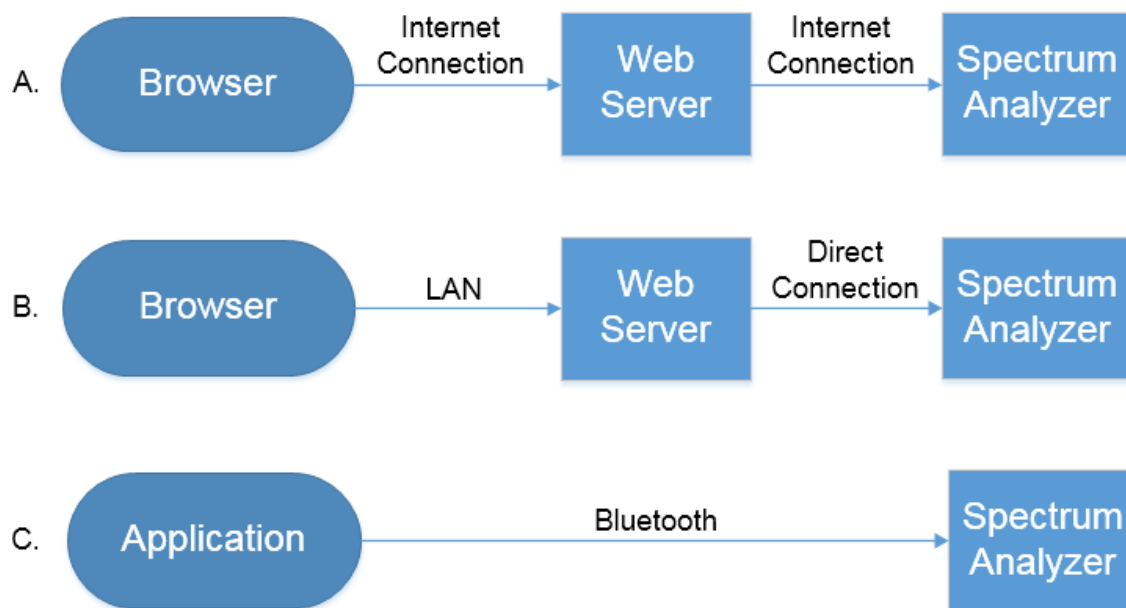 A.
Browser
Internet
Connection
Web
Server
Internet
Connection
Spectrum
Analyzer
B.
Browser
LAN
Web
Server
Direct
Connection
Spectrum
Analyzer
C.
Application
Bluetooth
Spectrum
Analyzer